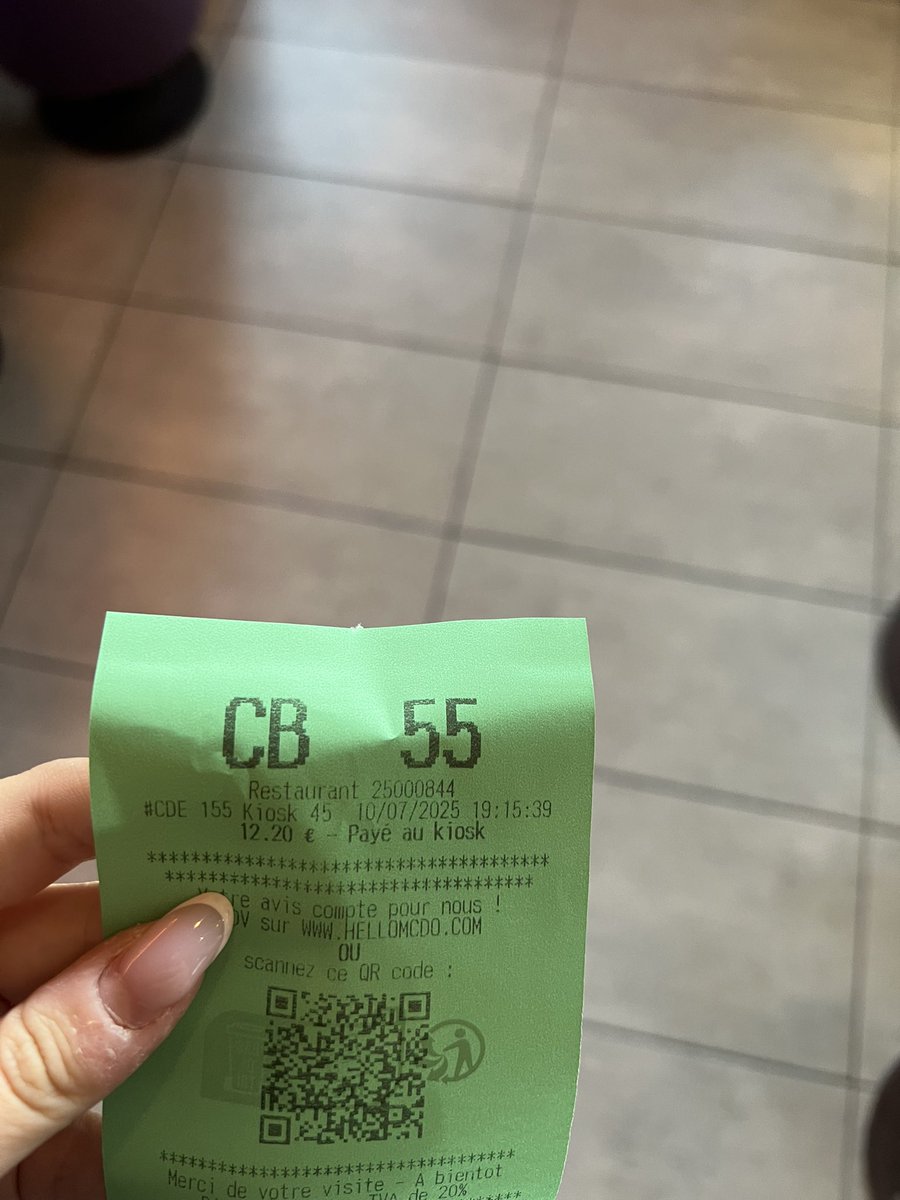 CB 55
Restaurant 25000844
#CDE 155 Kiosk 45 10/07/2025 19:15:39
12.20 € - Payé au kiosk
*************************************
**********************************
avis compte pour nous !
sur WWW.HELLOMCDO.COM
OU
scannez ce QR code :
*********************************
Merci de votre visite - A bientot
TVA de 20%